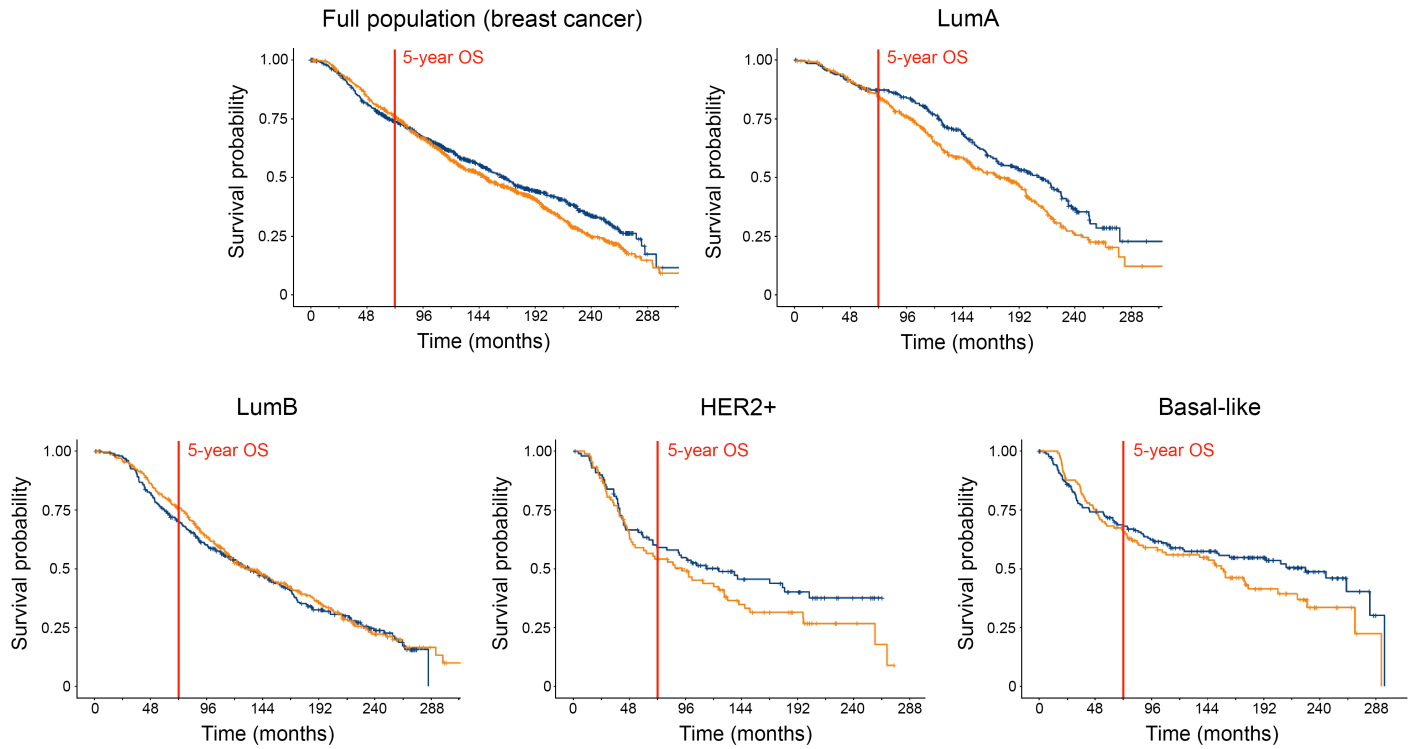 Full population (breast cancer)
5-year OS
Survival probability
1.00
0.75
0.5
0.25
0
0 48 96 144 192 240 288
Time (months)
LumA
5-year OS
Survival probability
1.00
0.75
0.5
0.25
0
0 48 96 144 192 240 288
Time (months)
LumB
5-year OS
Survival probability
1.00
0.75
0.5
0.25
0
0 48 96 144 192 240 288
Time (months)
HER2+
5-year OS
Survival probability
1.00
0.75
0.5
0.25
0
0 48 96 144 192 240 288
Time (months)
Basal-like
5-year OS
Survival probability
1.00
0.75
0.5
0.25
0
0 48 96 144 192 240 288
Time (months)